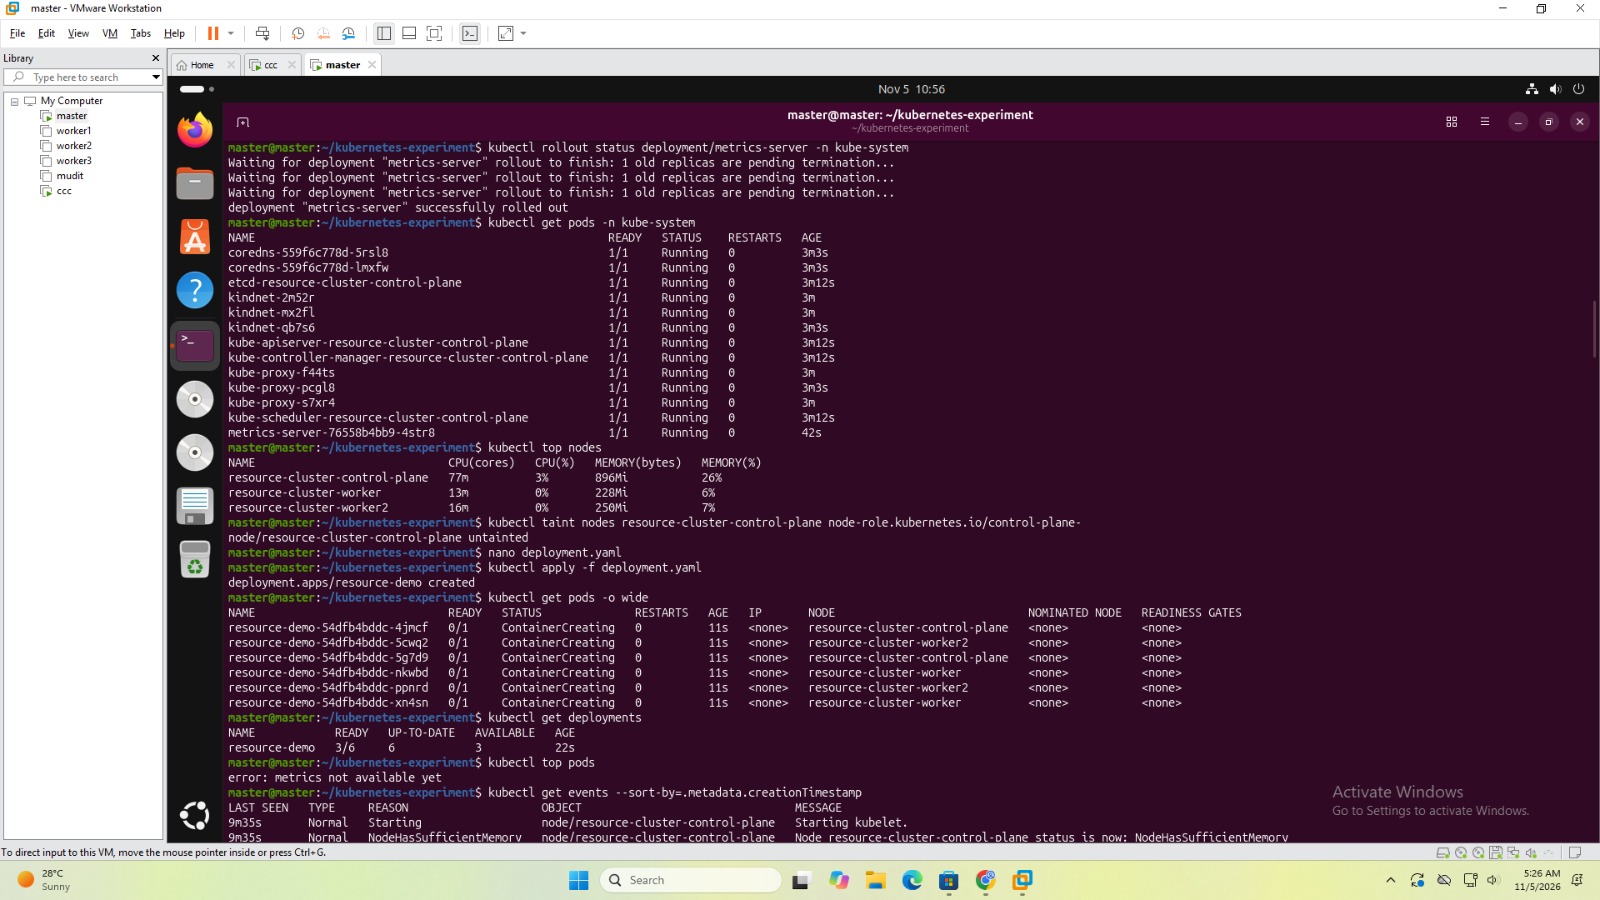 master - VMware Workstation
File Edit View VM Tabs Help
Library
Type here to search
My Computer
master
worker1
worker2
worker3
mudit
ccc
Home
ccc
master
Nov 5 10:56
master@master: ~/kubernetes-experiment
~/kubernetes-experiment
master@master:~/kubernetes-experiment$ kubectl rollout status deployment/metrics-server -n kube-system
Waiting for deployment "metrics-server" rollout to finish: 1 old replicas are pending termination...
Waiting for deployment "metrics-server" rollout to finish: 1 old replicas are pending termination...
Waiting for deployment "metrics-server" rollout to finish: 1 old replicas are pending termination...
deployment "metrics-server" successfully rolled out
master@master:~/kubernetes-experiment$ kubectl get pods -n kube-system
NAME READY STATUS RESTARTS AGE
coredns-559f6c778d-5rsl8 1/1 Running 0 3m3s
coredns-559f6c778d-lmxfw 1/1 Running 0 3m3s
etcd-resource-cluster-control-plane 1/1 Running 0 3m12s
kindnet-2m52r 1/1 Running 0 3m
kindnet-mx2fl 1/1 Running 0 3m
kindnet-qb7s6 1/1 Running 0 3m3s
kube-apiserver-resource-cluster-control-plane 1/1 Running 0 3m12s
kube-controller-manager-resource-cluster-control-plane 1/1 Running 0 3m12s
kube-proxy-f44ts 1/1 Running 0 3m
kube-proxy-pcgl8 1/1 Running 0 3m3s
kube-proxy-s7xr4 1/1 Running 0 3m
kube-scheduler-resource-cluster-control-plane 1/1 Running 0 3m12s
metrics-server-76558b4bb9-4str8 1/1 Running 0 42s
master@master:~/kubernetes-experiment$ kubectl top nodes
NAME CPU(cores) CPU(%) MEMORY(bytes) MEMORY(%)
resource-cluster-control-plane 77m 3% 896Mi 26%
resource-cluster-worker 13m 0% 228Mi 6%
resource-cluster-worker2 16m 0% 250Mi 7%
master@master:~/kubernetes-experiment$ kubectl taint nodes resource-cluster-control-plane node-role.kubernetes.io/control-plane-
node/resource-cluster-control-plane untainted
master@master:~/kubernetes-experiment$ nano deployment.yaml
master@master:~/kubernetes-experiment$ kubectl apply -f deployment.yaml
deployment.apps/resource-demo created
master@master:~/kubernetes-experiment$ kubectl get pods -o wide
NAME READY STATUS RESTARTS AGE IP NODE NOMINATED NODE READINESS GATES
resource-demo-54dfb4bddc-4jmcf 0/1 ContainerCreating 0 11s <none> resource-cluster-control-plane <none> <none>
resource-demo-54dfb4bddc-5cwq2 0/1 ContainerCreating 0 11s <none> resource-cluster-worker2 <none> <none>
resource-demo-54dfb4bddc-5g7d9 0/1 ContainerCreating 0 11s <none> resource-cluster-control-plane <none> <none>
resource-demo-54dfb4bddc-nkwbd 0/1 ContainerCreating 0 11s <none> resource-cluster-worker <none> <none>
resource-demo-54dfb4bddc-ppnrd 0/1 ContainerCreating 0 11s <none> resource-cluster-worker2 <none> <none>
resource-demo-54dfb4bddc-xn4sn 0/1 ContainerCreating 0 11s <none> resource-cluster-worker <none> <none>
master@master:~/kubernetes-experiment$ kubectl get deployments
NAME READY UP-TO-DATE AVAILABLE AGE
resource-demo 3/6 6 3 22s
master@master:~/kubernetes-experiment$ kubectl top pods
error: metrics not available yet
master@master:~/kubernetes-experiment$ kubectl get events --sort-by=.metadata.creationTimestamp
LAST SEEN TYPE REASON OBJECT MESSAGE
9m35s Normal Starting node/resource-cluster-control-plane Starting kubelet.
9m35s Normal NodeHasSufficientMemory node/resource-cluster-control-plane Node resource-cluster-control-plane status is now: NodeHasSufficientMemory
Activate Windows
Go to Settings to activate Windows.
To direct input to this VM, move the mouse pointer inside or press Ctrl+G.
28°C
Sunny
Search
5:26 AM
11/5/2026